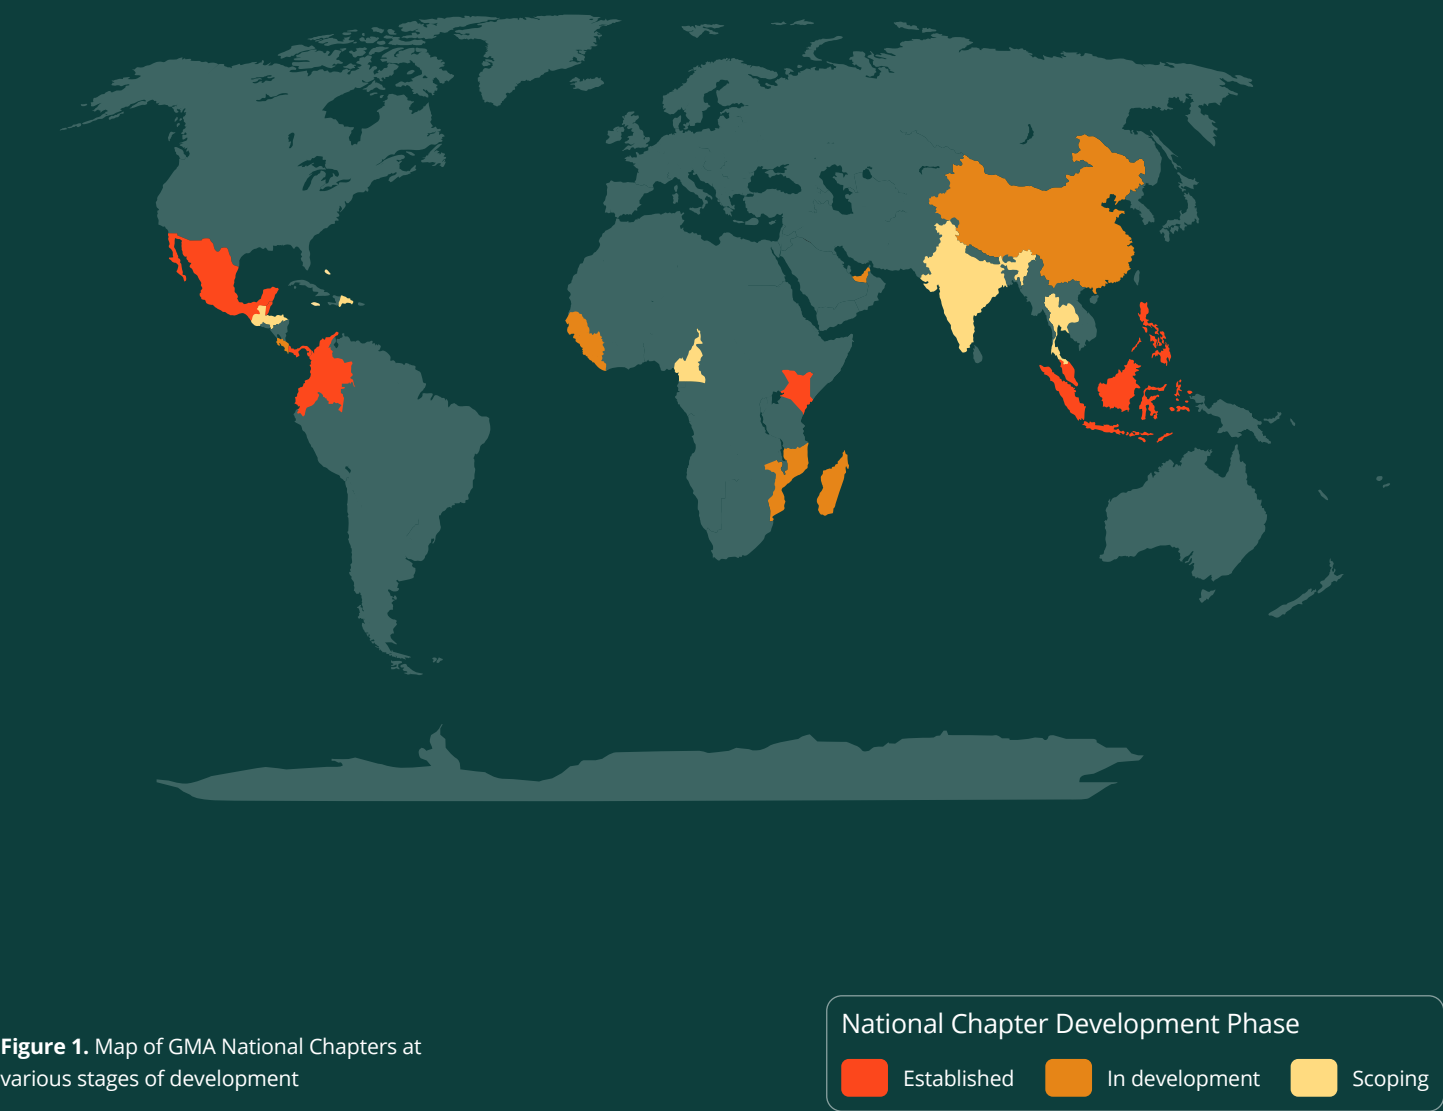 Figure 1. Map of GMA National Chapters at
various stages of development
National Chapter Development Phase
Established
In development
Scoping